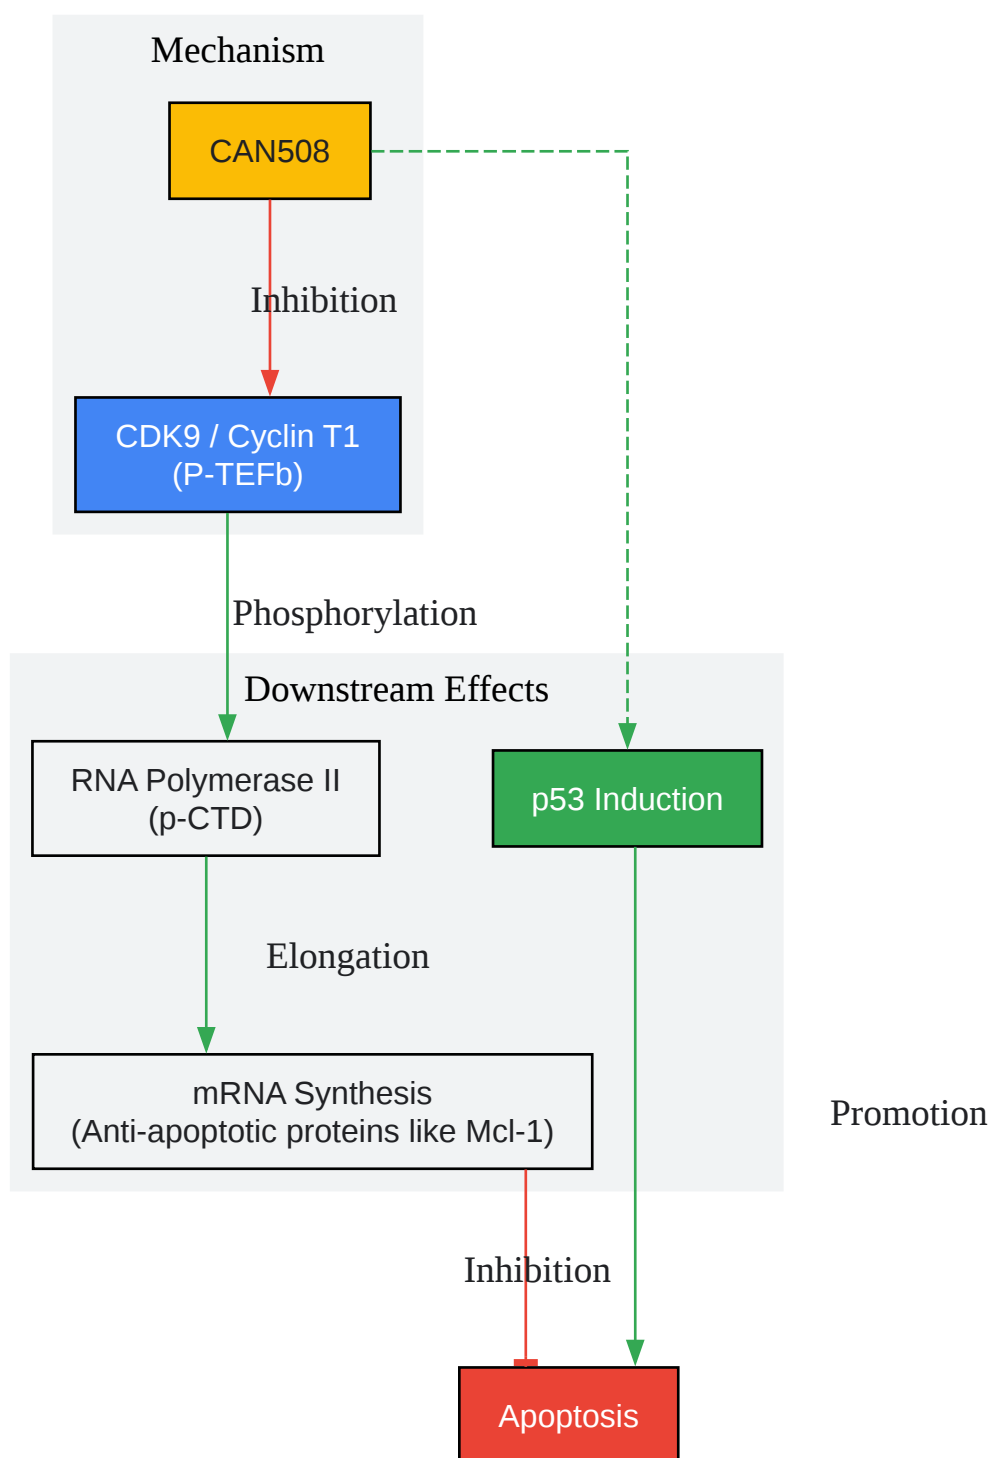 Mechanism
CAN508
Inhibition
CDK9 / Cyclin T1
(P-TEFb)
Phosphorylation
Downstream Effects
RNA Polymerase II
(p-CTD)
p53 Induction
Elongation
mRNA Synthesis
(Anti-apoptotic proteins like Mcl-1)
Promotion
Inhibition
Apoptosis